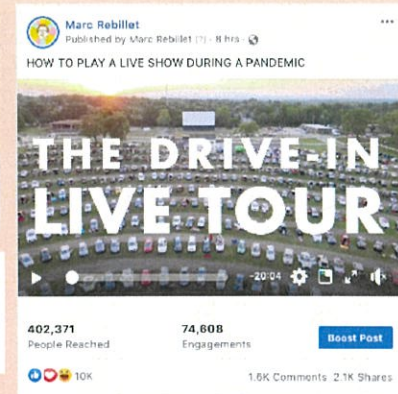 Marc Rebillet
Published by Marc Rebillet [?] · 8 hrs ·
HOW TO PLAY A LIVE SHOW DURING A PANDEMIC
THE DRIVE-IN
LIVE TOUR
-20:04
402,371
People Reached
74,608
Engagements
Boost Post
10K
1.6K Comments 2.1K Shares